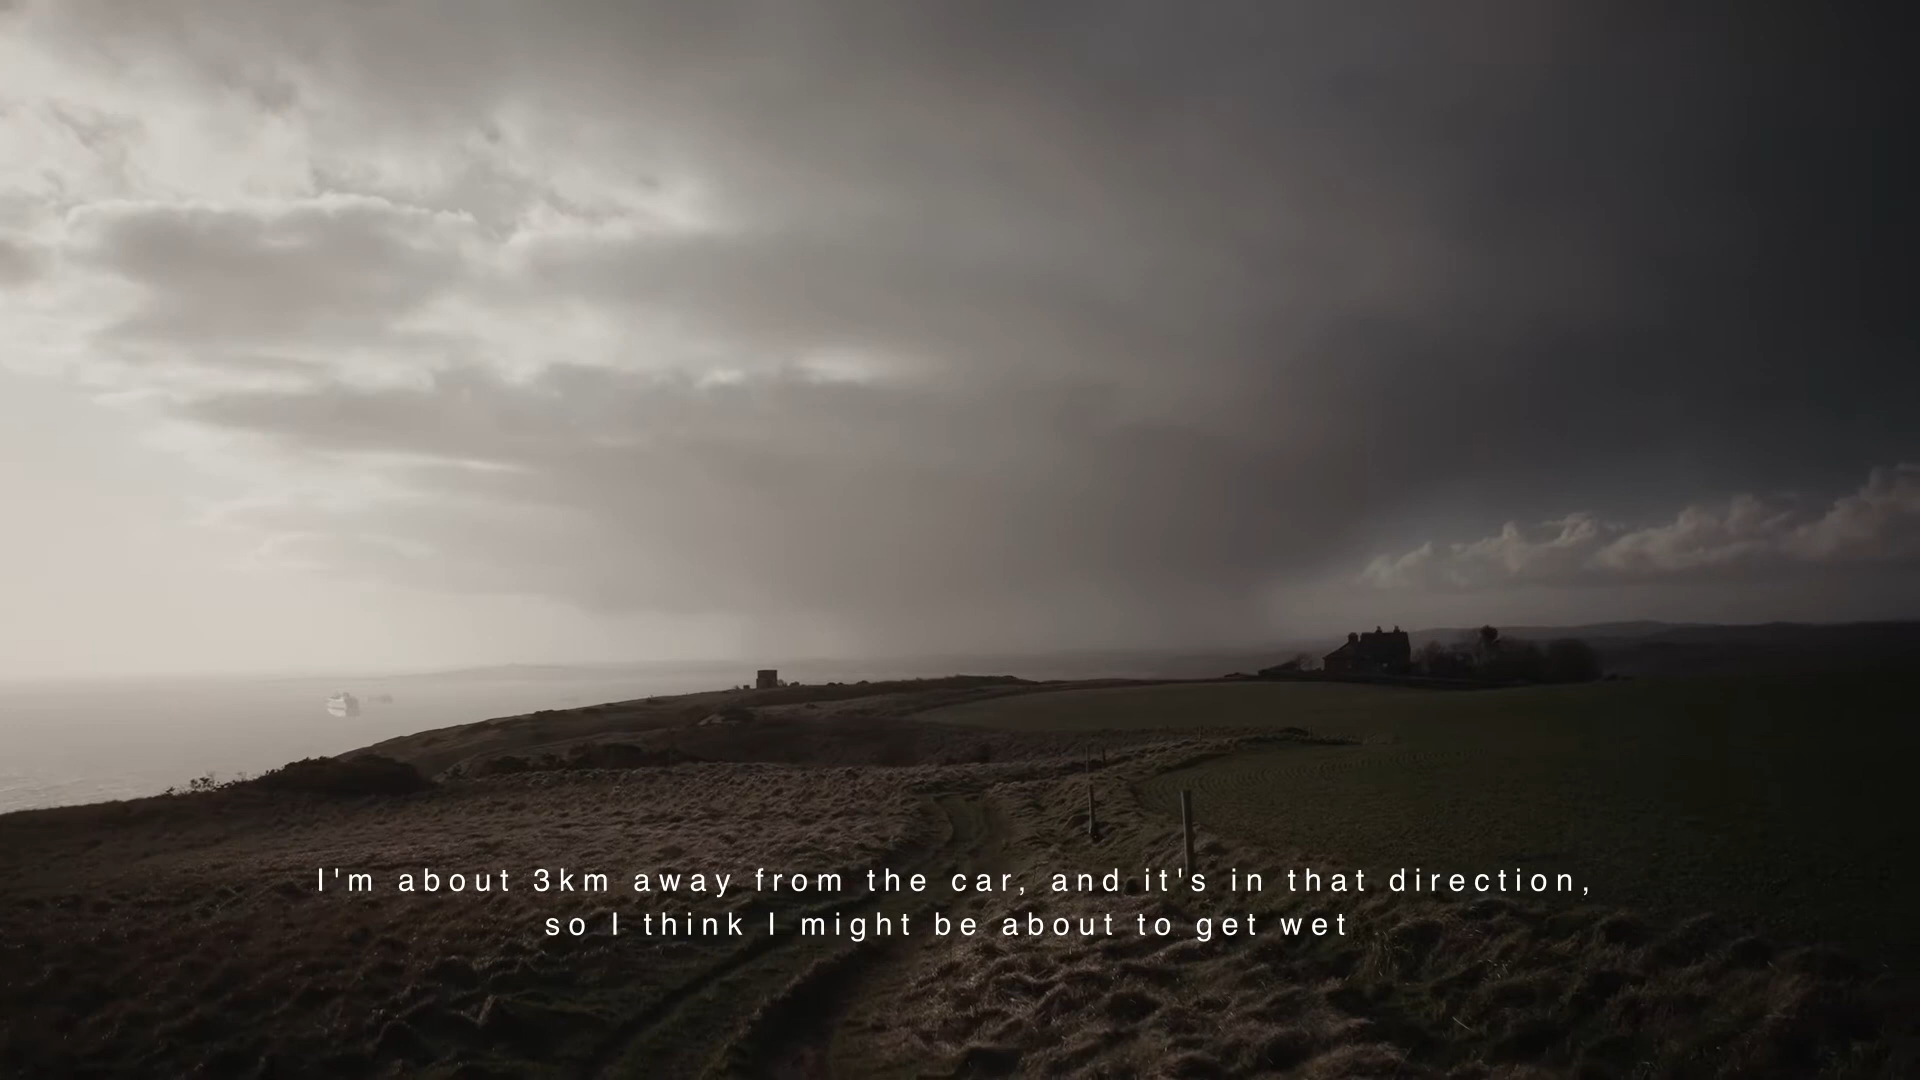 I'm about 3km away from the car, and it's in that direction,
so I think I might be about to get wet